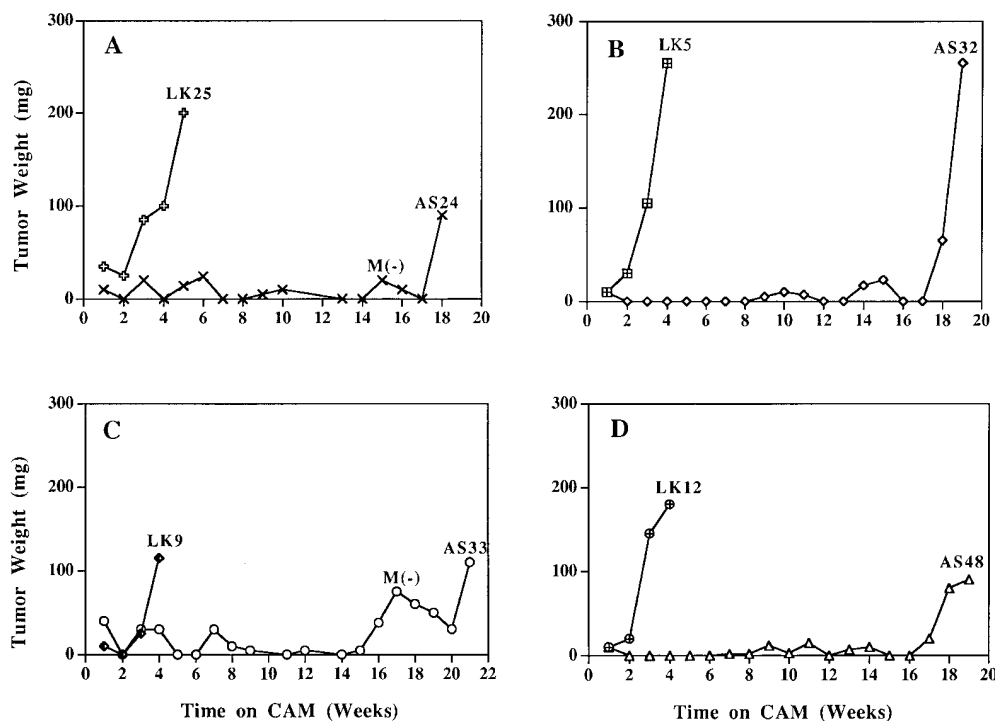 300
A
LK25
200
Tumor Weight (mg)
100
AS24
M(-)
0
0 2 4 6 8 10 12 14 16 18 20
300
B
LK5
AS32
200
100
0
0 2 4 6 8 10 12 14 16 18 20
300
C
200
Tumor Weight (mg)
LK9
AS33
100
M(-)
0
0 2 4 6 8 10 12 14 16 18 20 22
Time on CAM (Weeks)
300
D
LK12
200
100
AS48
0
0 2 4 6 8 10 12 14 16 18 20
Time on CAM (Weeks)